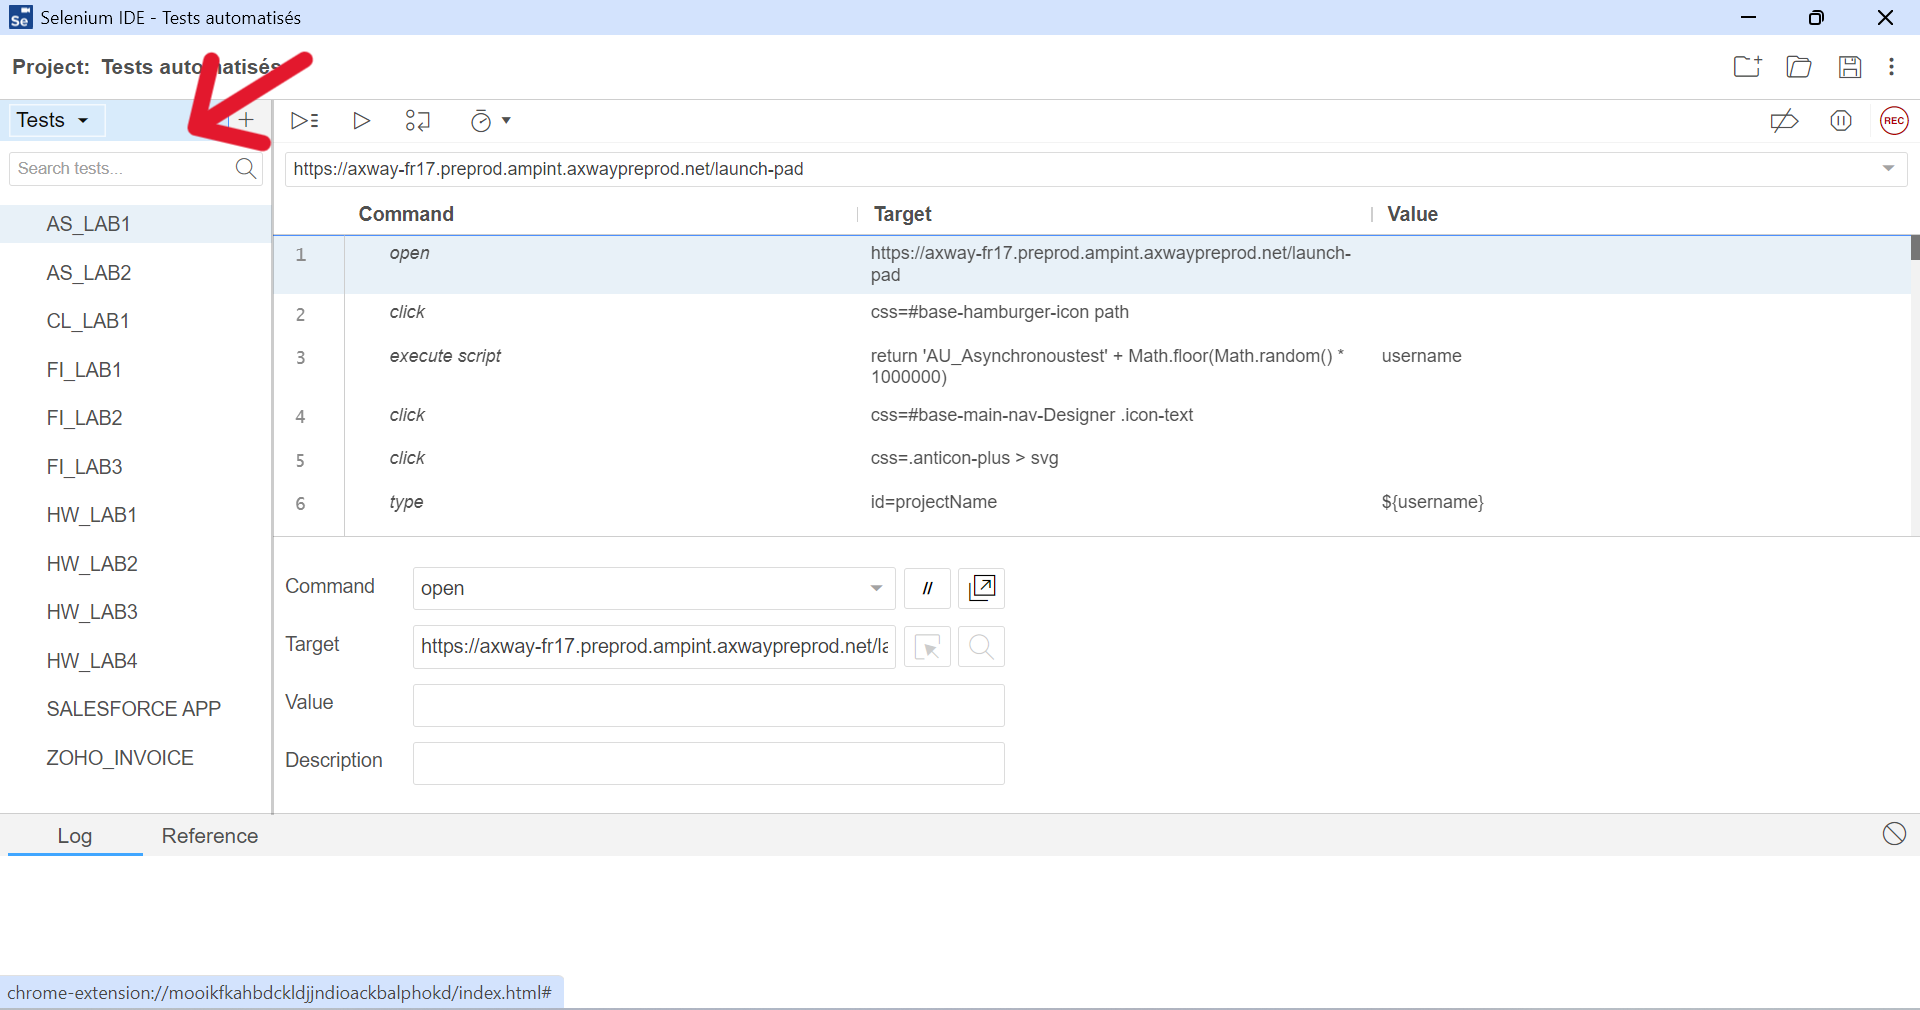 Se Selenium IDE - Tests automatisés
Project: Tests automatisés
Tests
REC
Search tests...
https://axway-fr17.preprod.ampint.axwaypreprod.net/launch-pad
AS_LAB1
AS_LAB2
CL_LAB1
FI_LAB1
FI_LAB2
FI_LAB3
HW_LAB1
HW_LAB2
HW_LAB3
HW_LAB4
SALESFORCE APP
ZOHO_INVOICE
Command Target Value
1 open https://axway-fr17.preprod.ampint.axwaypreprod.net/launch-
pad
2 click css=#base-hamburger-icon path
3 execute script return 'AU_Asynchronoustest' + Math.floor(Math.random() * username
1000000)
4 click css=#base-main-nav-Designer .icon-text
5 click css=.anticon-plus > svg
6 type id=projectName ${username}
Command open //
Target https://axway-fr17.preprod.ampint.axwaypreprod.net/la
Value
Description
Log Reference
chrome-extension://mooikfkahbdckldjjndioackbalphokd/index.html#